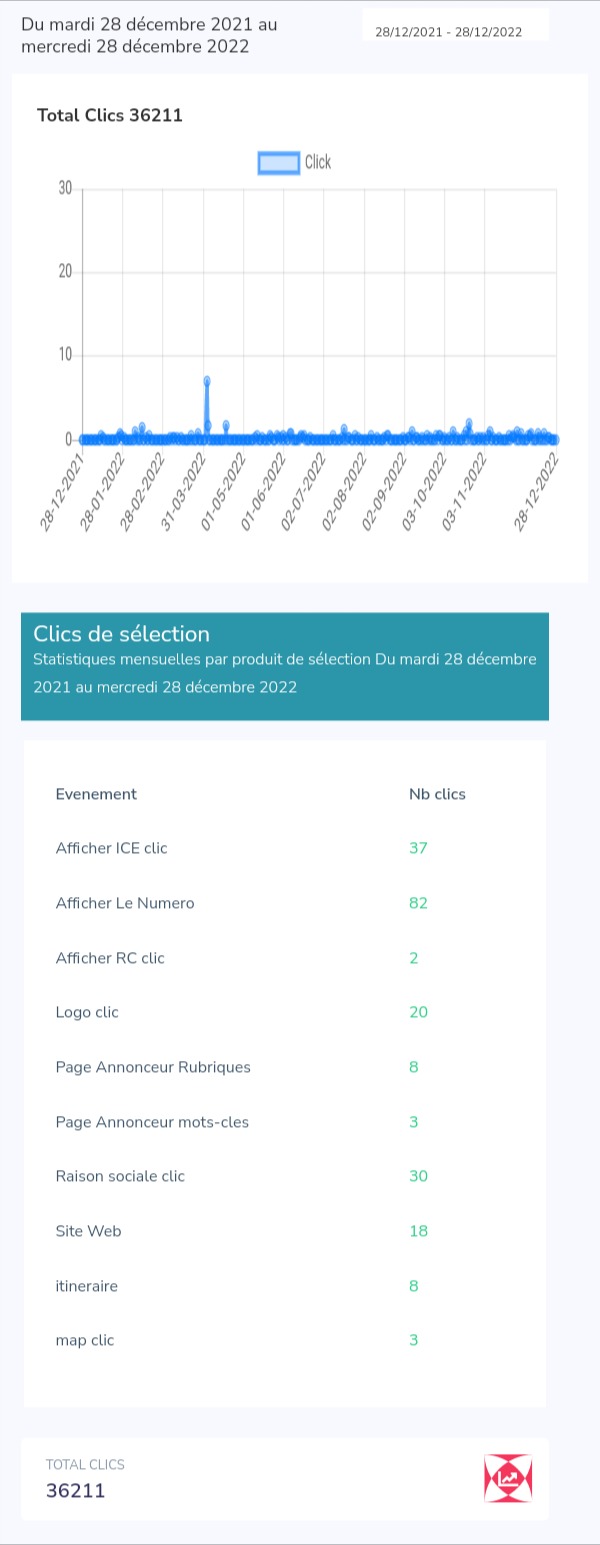 Du mardi 28 décembre 2021 au
mercredi 28 décembre 2022
28/12/2021 - 28/12/2022
Total Clics 36211
Click
30
20
10
0
28-12-2021
28-01-2022
28-02-2022
31-03-2022
01-05-2022
01-06-2022
02-07-2022
02-08-2022
02-09-2022
03-10-2022
03-11-2022
28-12-2022
Clics de sélection
Statistiques mensuelles par produit de sélection Du mardi 28 décembre
2021 au mercredi 28 décembre 2022
Evenement Nb clics
Afficher ICE clic 37
Afficher Le Numero 82
Afficher RC clic 2
Logo clic 20
Page Annonceur Rubriques 8
Page Annonceur mots-cles 3
Raison sociale clic 30
Site Web 18
itineraire 8
map clic 3
TOTAL CLICS
36211